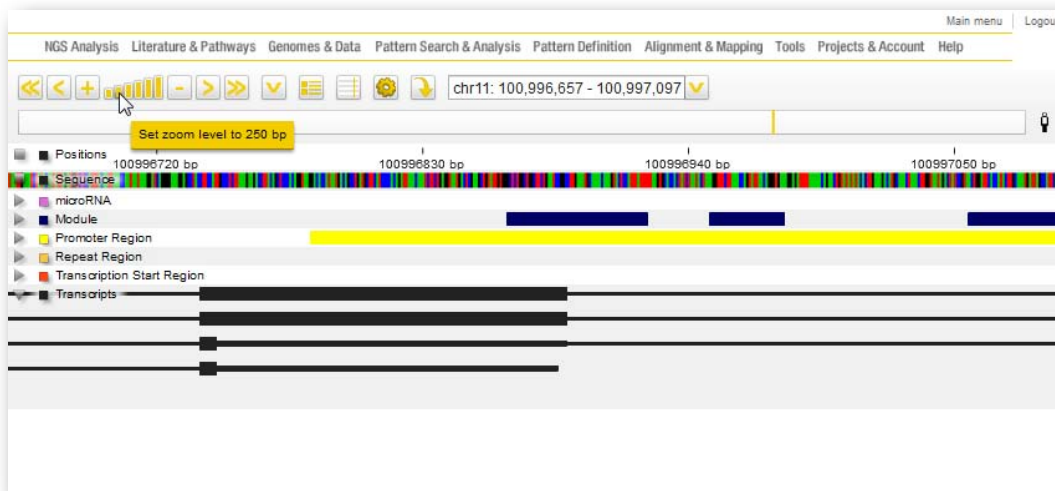 Main menu Logou
NGS Analysis Literature & Pathways Genomes & Data Pattern Search & Analysis Pattern Definition Alignment & Mapping Tools Projects & Account Help
chr11: 100,996,657 - 100,997,097
Set zoom level to 250 bp
Positions
100996720 bp 100996830 bp 100996940 bp 100997050 bp
Sequence
microRNA
Module
Promoter Region
Repeat Region
Transcription Start Region
Transcripts